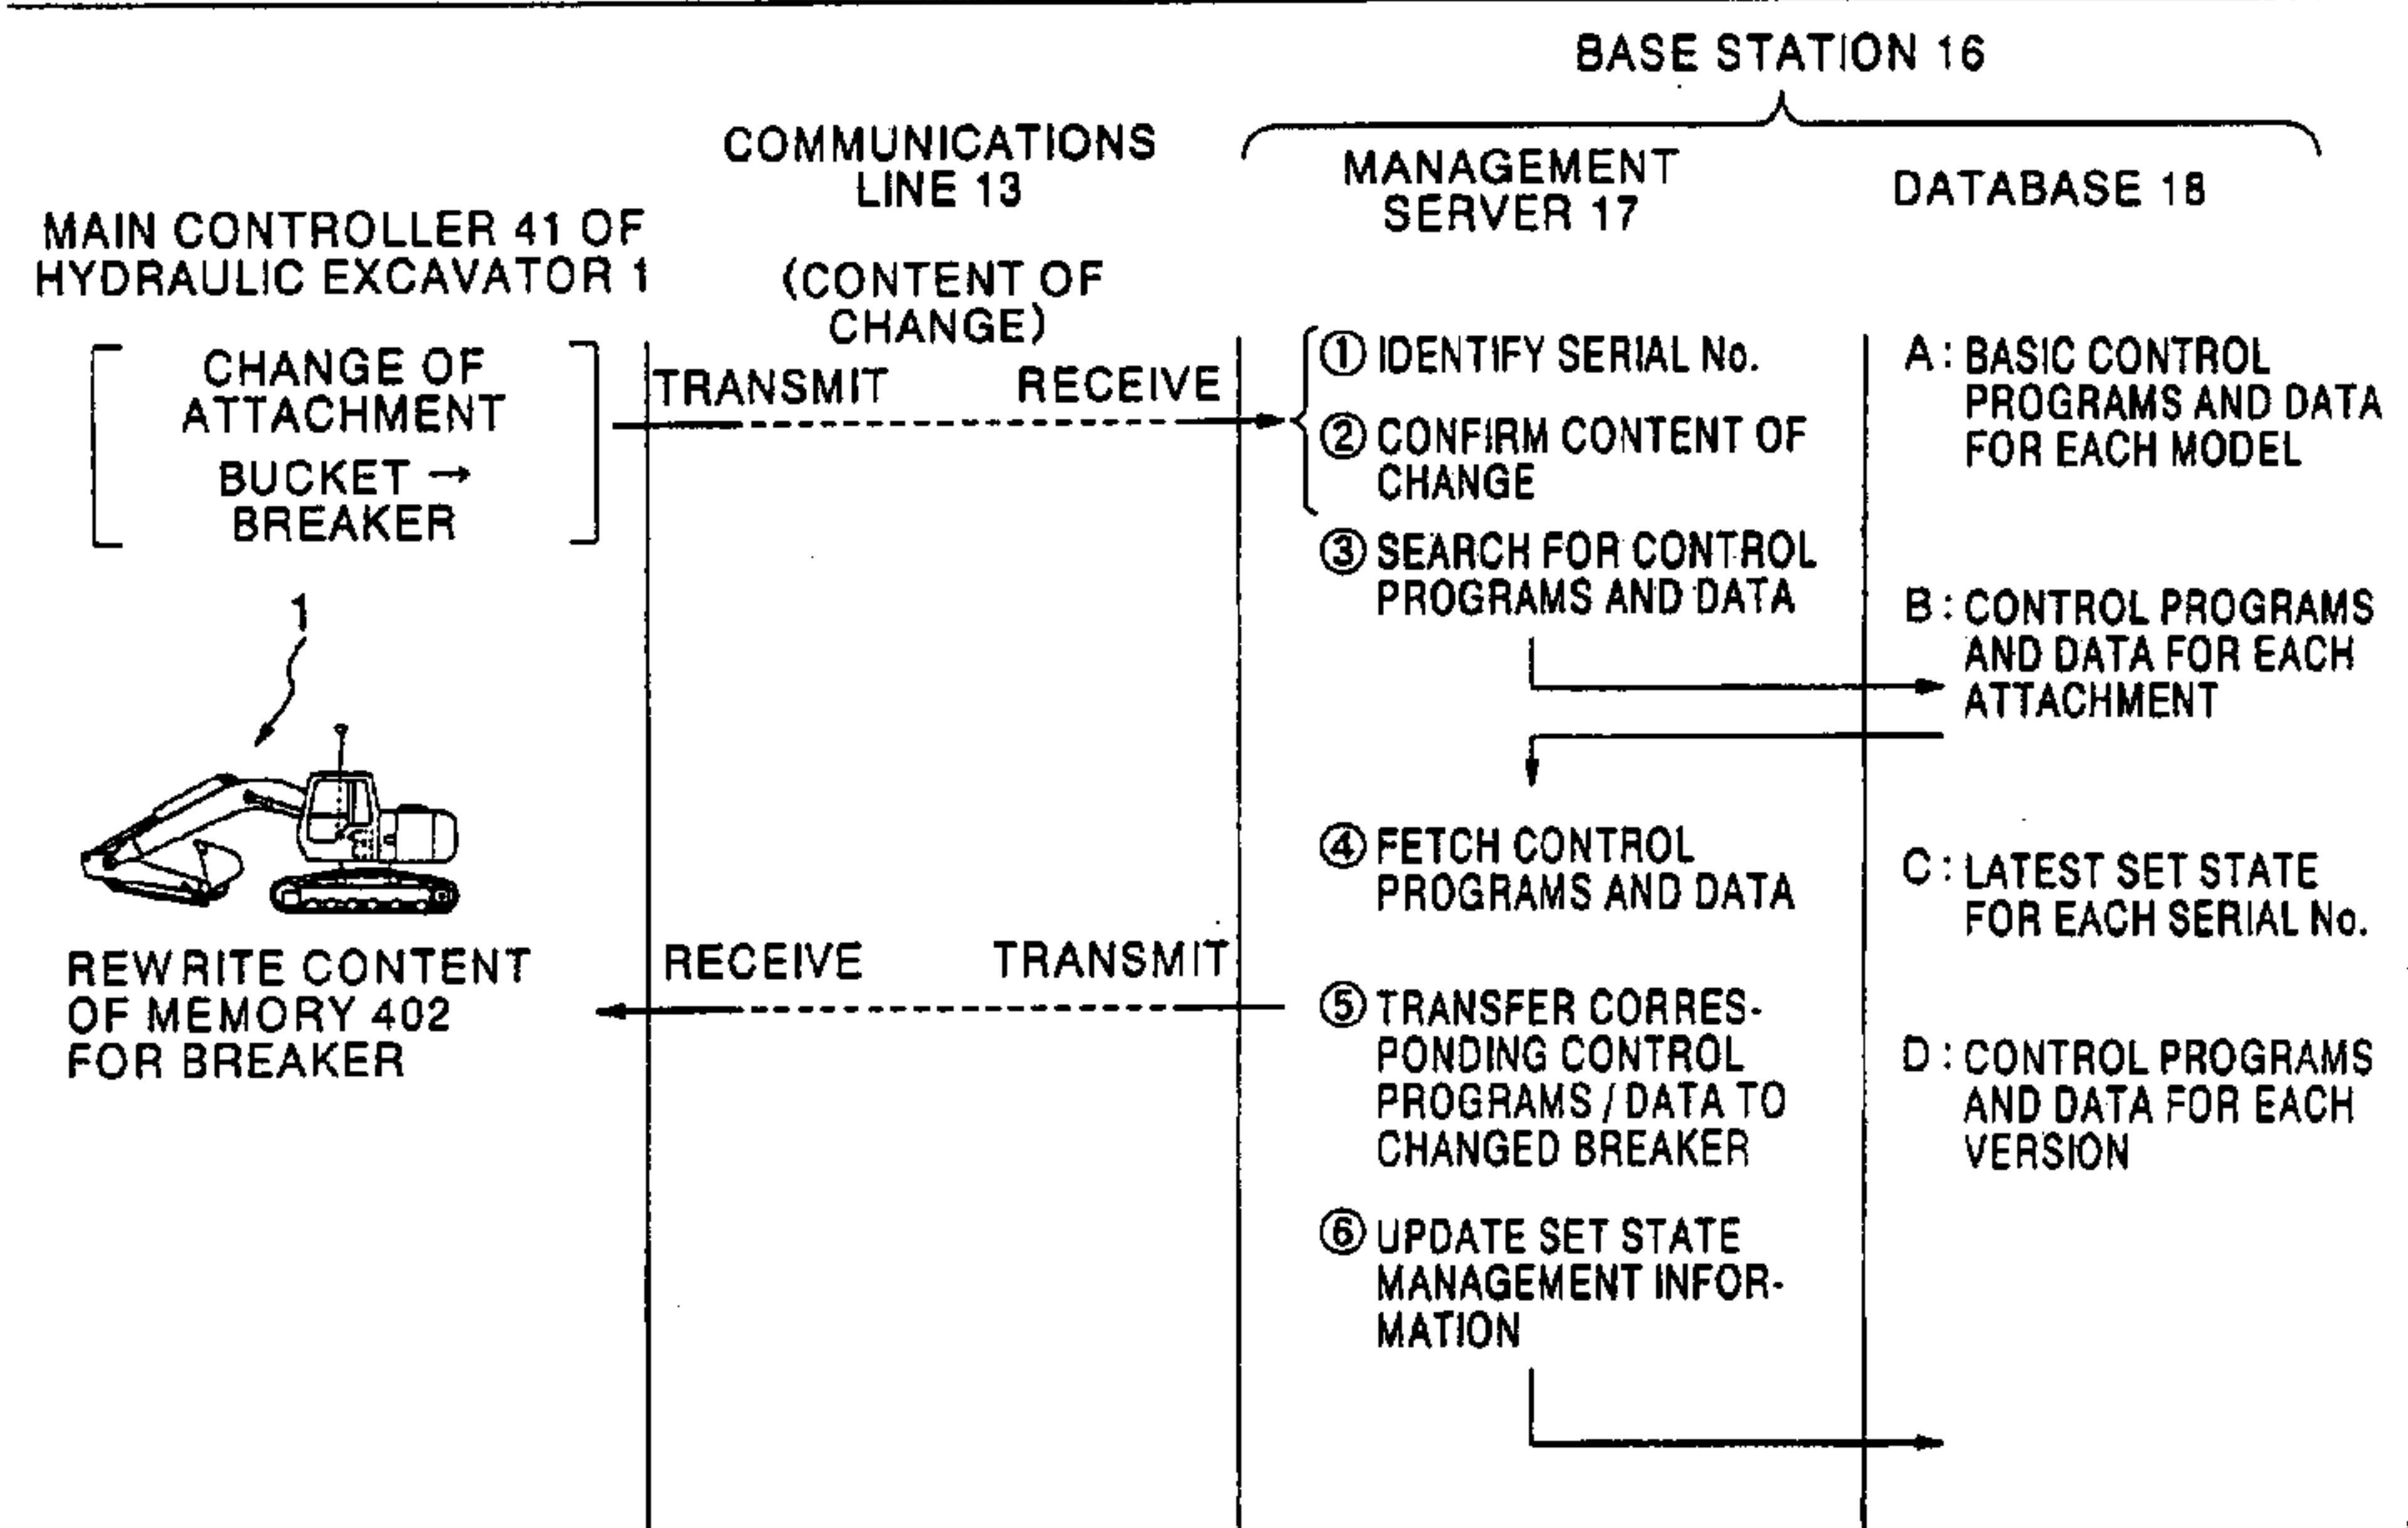 BASE STATION 16
COMMUNICATIONS
LINE 13
MANAGEMENT
SERVER 17
DATABASE 18
MAIN CONTROLLER 41 OF
HYDRAULIC EXCAVATOR 1
(CONTENT OF
CHANGE)
CHANGE OF
ATTACHMENT
BUCKET →
BREAKER
TRANSMIT RECEIVE
① IDENTIFY SERIAL No.
② CONFIRM CONTENT OF
CHANGE
③ SEARCH FOR CONTROL
PROGRAMS AND DATA
A: BASIC CONTROL
PROGRAMS AND DATA
FOR EACH MODEL
B: CONTROL PROGRAMS
AND DATA FOR EACH
ATTACHMENT
1
④ FETCH CONTROL
PROGRAMS AND DATA
C: LATEST SET STATE
FOR EACH SERIAL No.
REWRITE CONTENT
OF MEMORY 402
FOR BREAKER
RECEIVE TRANSMIT
⑤ TRANSFER CORRES-
PONDING CONTROL
PROGRAMS / DATA TO
CHANGED BREAKER
D: CONTROL PROGRAMS
AND DATA FOR EACH
VERSION
⑥ UPDATE SET STATE
MANAGEMENT INFOR-
MATION